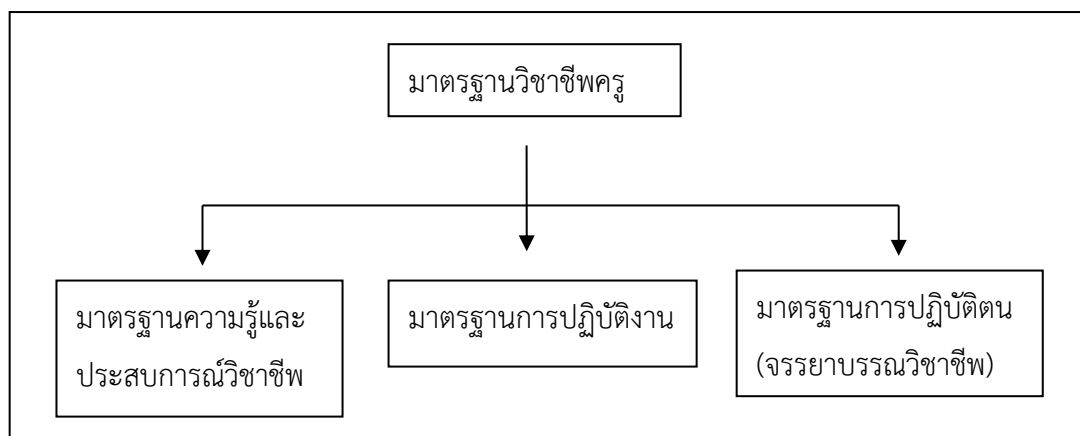 มาตรฐานวิชาชีพครู
มาตรฐานความรู้และ
ประสบการณ์วิชาชีพ
มาตรฐานการปฏิบัติงาน
มาตรฐานการปฏิบัติตน
(จรรยาบรรณวิชาชีพ)